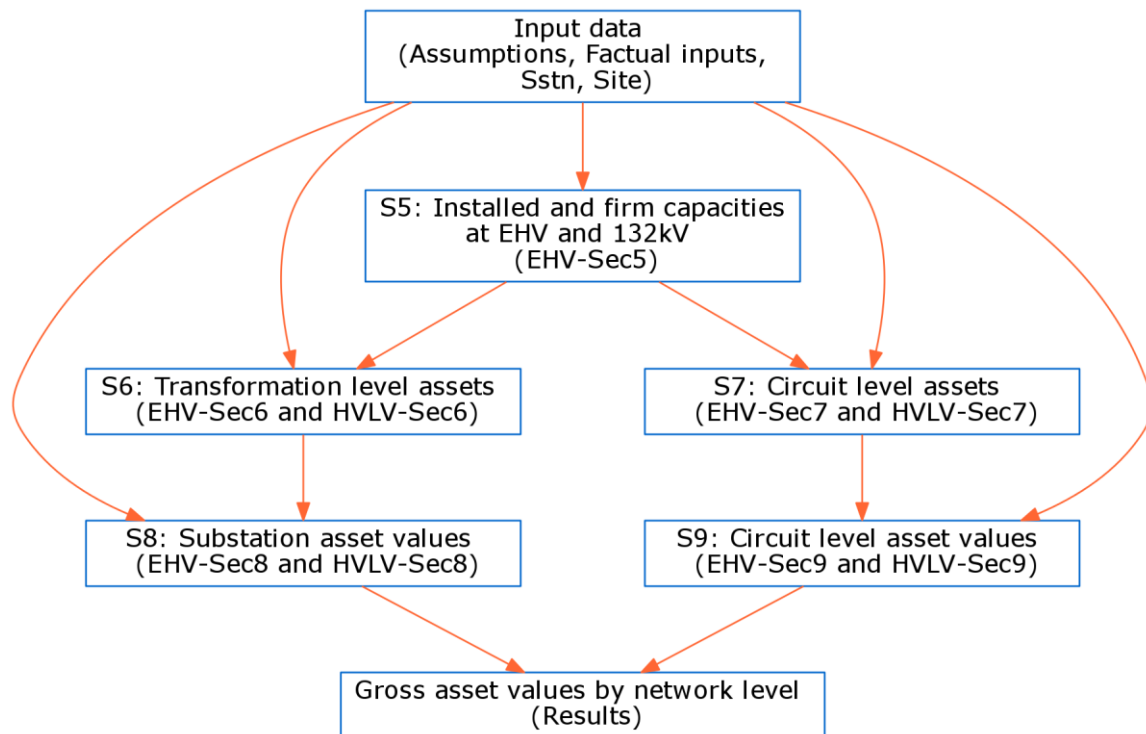 Input data
(Assumptions, Factual inputs,
Sstn, Site)
S5: Installed and firm capacities
at EHV and 132kV
(EHV-Sec5)
S6: Transformation level assets
(EHV-Sec6 and HVLV-Sec6)
S7: Circuit level assets
(EHV-Sec7 and HVLV-Sec7)
S8: Substation asset values
(EHV-Sec8 and HVLV-Sec8)
S9: Circuit level asset values
(EHV-Sec9 and HVLV-Sec9)
Gross asset values by network level
(Results)